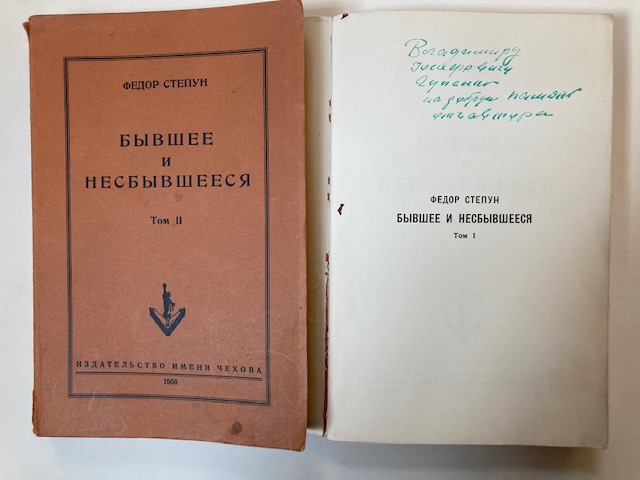 ФЕДОР СТЕПУН
БЫВШЕЕ
И
НЕСБЫВШЕЕСЯ
Том II
ИЗДАТЕЛЬСТВО ИМЕНИ ЧЕХОВА
1956
Владимиру
на добрую память
от автора
ФЕДОР СТЕПУН
БЫВШЕЕ И НЕСБЫВШЕЕСЯ
Том I